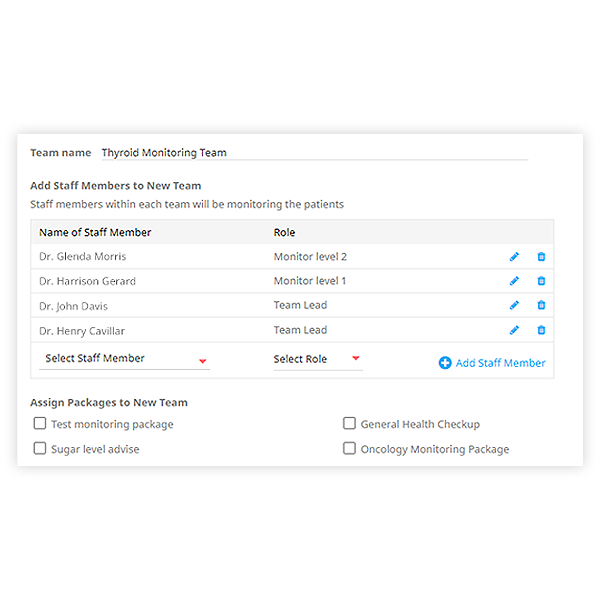 Team name Thyroid Monitoring Team
Add Staff Members to New Team
Staff members within each team will be monitoring the patients
Name of Staff Member Role
Dr. Glenda Morris Monitor level 2
Dr. Harrison Gerard Monitor level 1
Dr. John Davis Team Lead
Dr. Henry Cavillar Team Lead
Select Staff Member Select Role Add Staff Member
Assign Packages to New Team
Test monitoring package General Health Checkup
Sugar level advise Oncology Monitoring Package